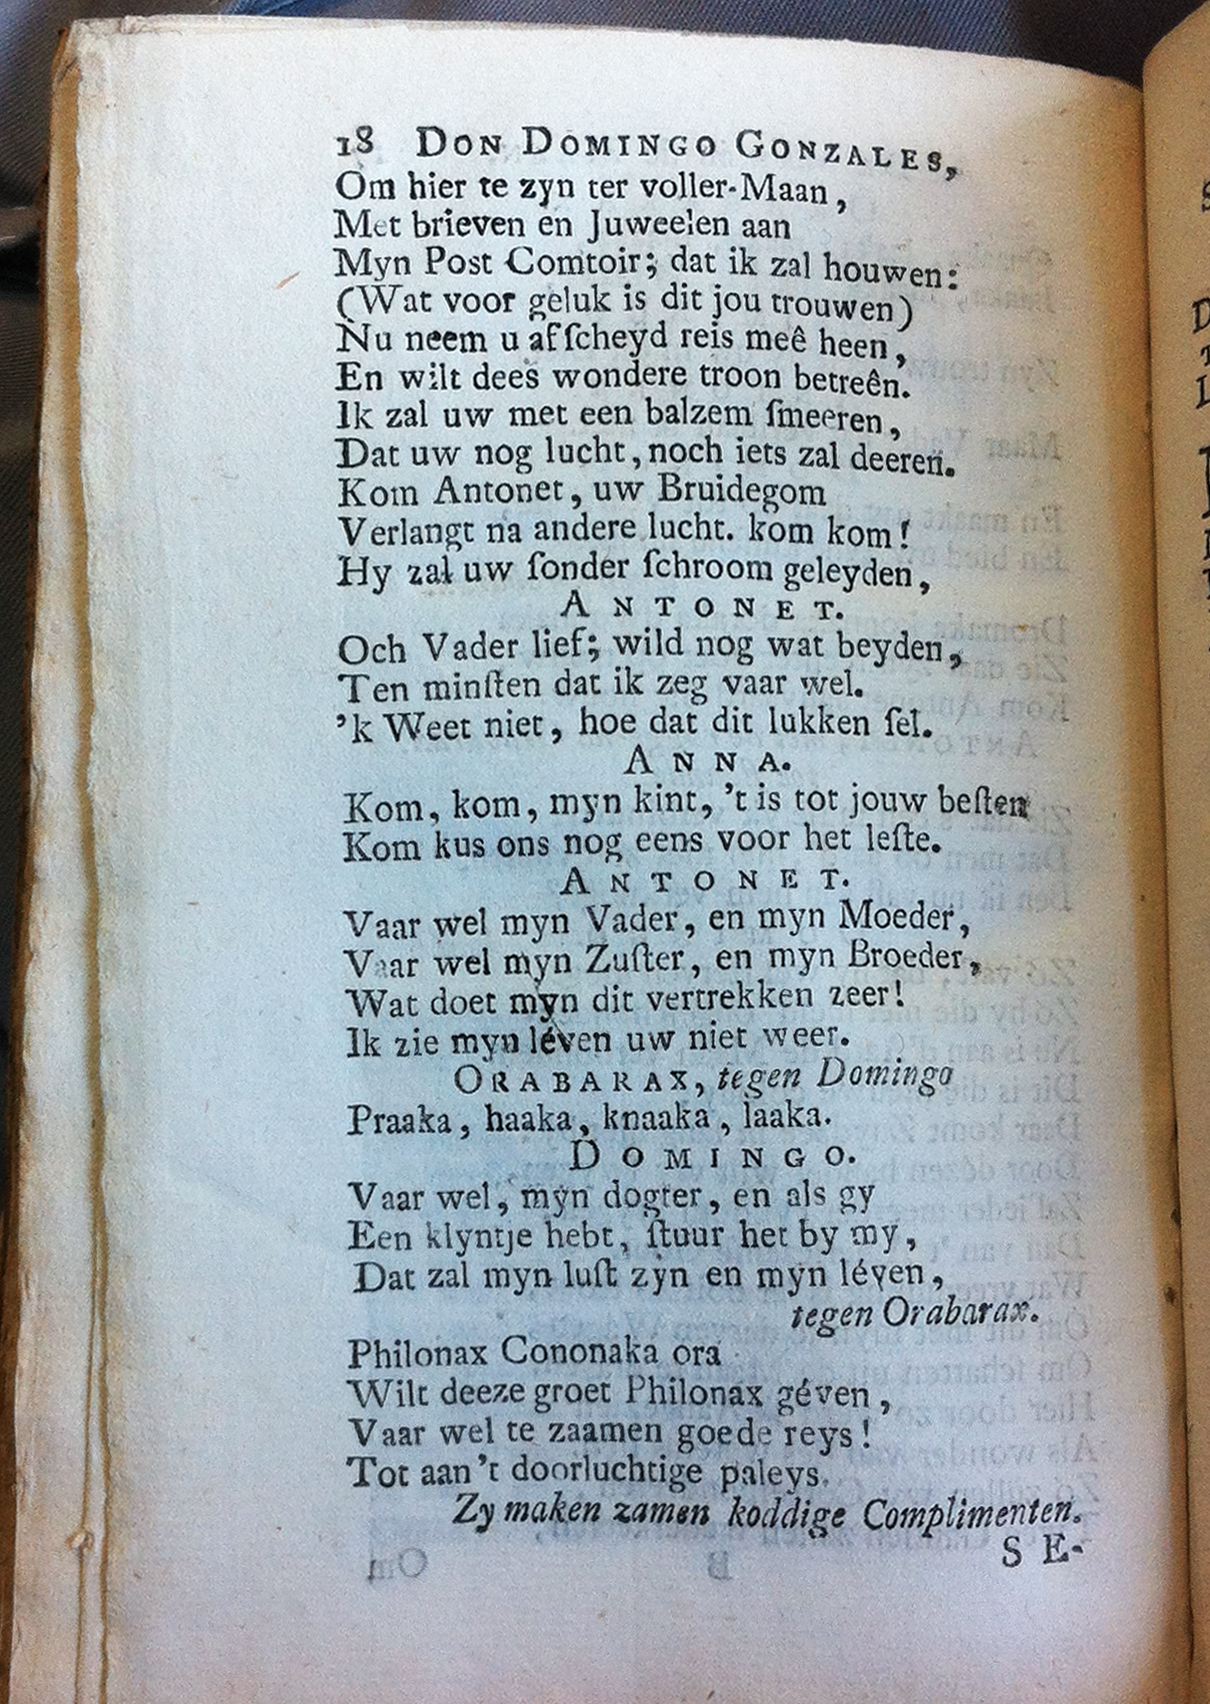 18 DON DOMINGO GONZALES,
Om hier te zyn ter voller-Maan,
Met brieven en Juweelen aan
Myn Post Comtoir; dat ik zal houwen:
(Wat voor geluk is dit jou trouwen)
Nu neem u afſcheyd reis meê heen,
En wilt dees wondere troon betreên.
Ik zal uw met een balzem ſmeeren,
Dat uw nog lucht, noch iets zal deeren.
Kom Antonet, uw Bruidegom
Verlangt na andere lucht. kom kom!
Hy zal uw ſonder ſchroom geleyden,
ANTONET.
Och Vader lief; wild nog wat beyden,
Ten minſten dat ik zeg vaar wel.
'k Weet niet, hoe dat dit lukken ſel.
ANNA.
Kom, kom, myn kint, 't is tot jouw beſten
Kom kus ons nog eens voor het leſte.
ANTONET.
Vaar wel myn Vader, en myn Moeder,
Vaar wel myn Zuſter, en myn Broeder,
Wat doet myn dit vertrekken zeer!
Ik zie myn léven uw niet weer.
ORABARAX, tegen Domingo
Praaka, haaka, knaaka, laaka.
DOMINGO.
Vaar wel, myn dogter, en als gy
Een klyntje hebt, ſtuur het by my,
Dat zal myn luſt zyn en myn léven,
tegen Orabarax.
Philonax Cononaka ora
Wilt deeze groet Philonax géven,
Vaar wel te zaamen goede reys!
Tot aan 't doorluchtige paleys.
Zy maken zamen koddige Complimenten.
SE-